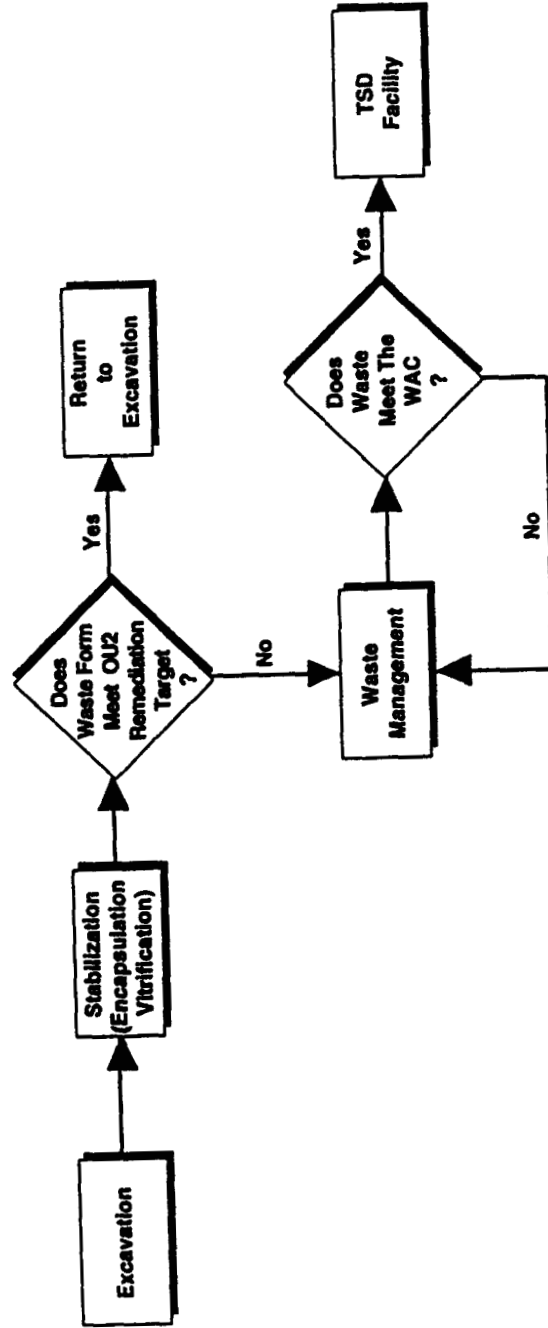 Excavation
Stabilization
(Encapsulation
Vitrification)
Does
Waste Form
Meet OU2
Remediation
Target
?
Yes
Return
to
Excavation
No
Waste
Management
Does
Waste
Meet The
WAC
?
Yes
TSD
Facility
No